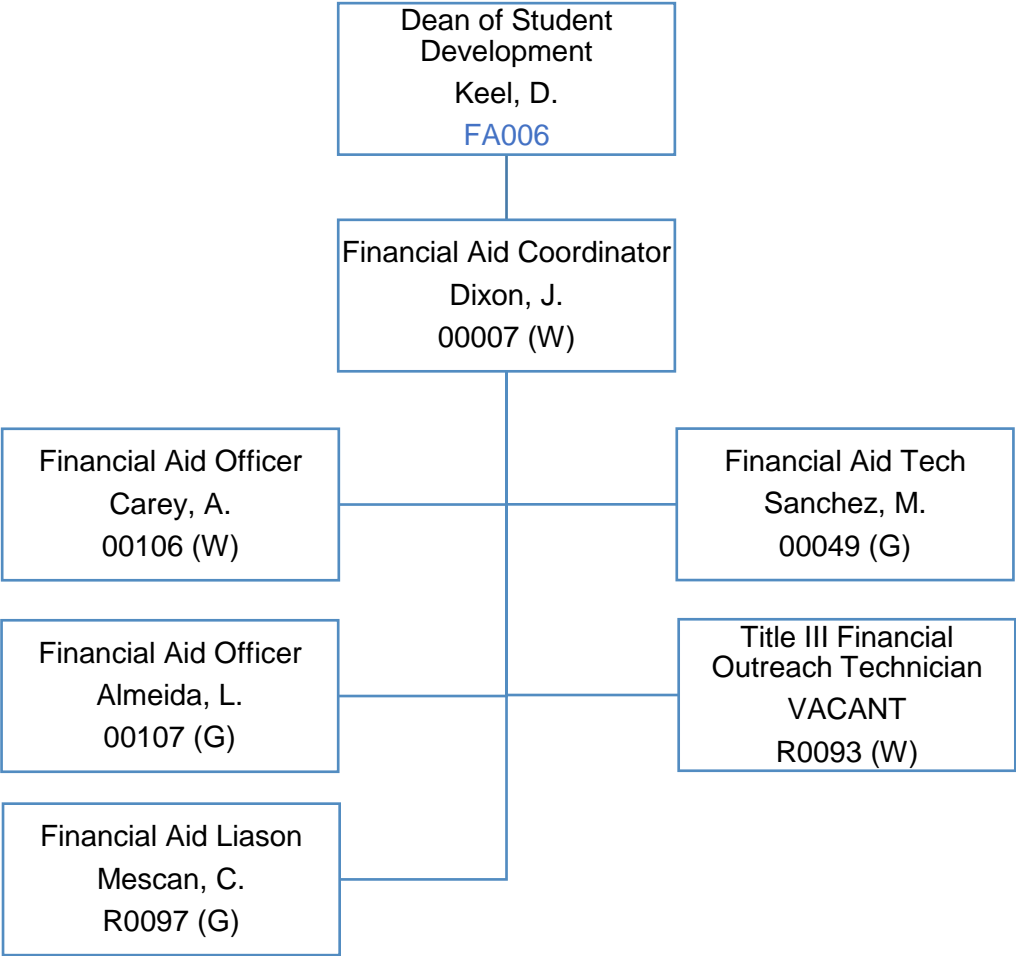 Dean of Student
Development
Keel, D.
FA006
Financial Aid Coordinator
Dixon, J.
00007 (W)
Financial Aid Officer
Carey, A.
00106 (W)
Financial Aid Tech
Sanchez, M.
00049 (G)
Financial Aid Officer
Almeida, L.
00107 (G)
Title III Financial
Outreach Technician
VACANT
R0093 (W)
Financial Aid Liason
Mescan, C.
R0097 (G)